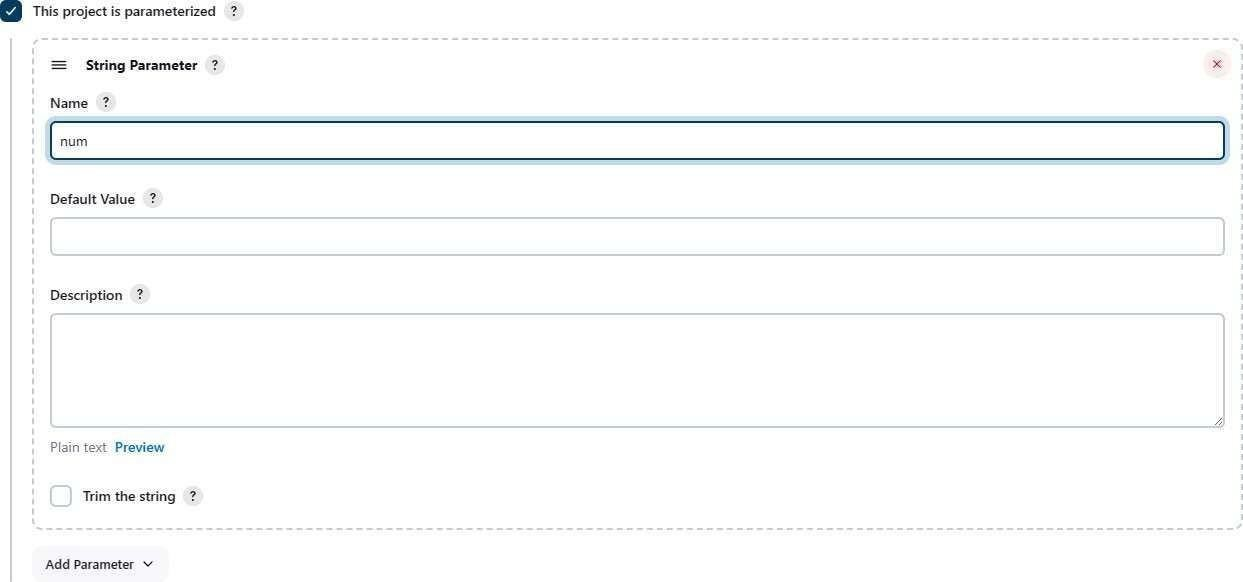 This project is parameterized ?
String Parameter ?
Name ?
num
Default Value ?
Description ?
Plain text Preview
Trim the string ?
Add Parameter